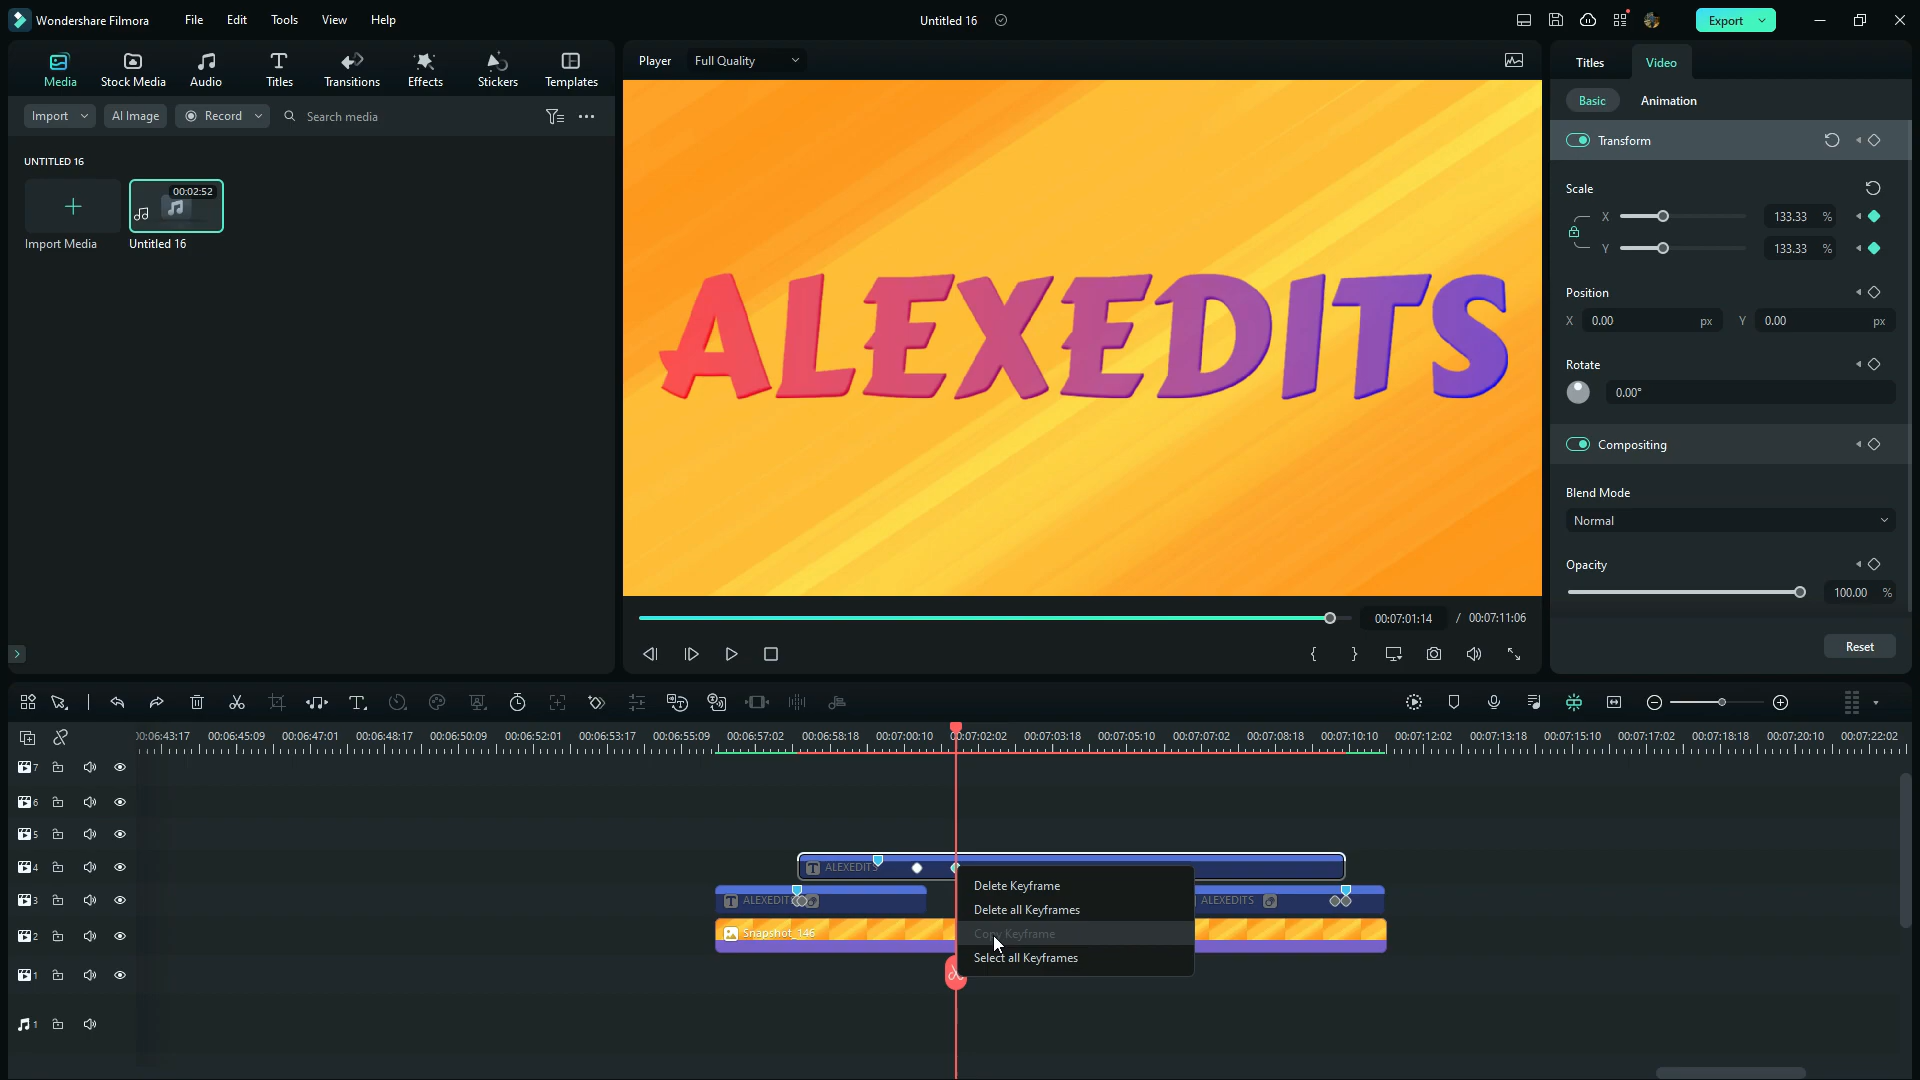 Wondershare Filmora File Edit Tools View Help Untitled 16 Export
Media Stock Media Audio Titles Transitions Effects Stickers Templates
Player Full Quality
Titles Video
Import AI Image Record Search media
Basic Animation
UNTITLED 16
00:02:52
Import Media Untitled 16
ALEXEDITS
Transform
Scale
X 133.33 %
Y 133.33 %
Position
X 0.00 px Y 0.00 px
Rotate
0.00°
Compositing
Blend Mode
Normal
Opacity
100.00 %
Reset
00:07:01:14 / 00:07:11:06
00:06:43:17 00:06:45:09 00:06:47:01 00:06:48:17 00:06:50:09 00:06:52:01 00:06:53:17 00:06:55:09 00:06:57:02 00:06:58:18 00:07:00:10 00:07:02:02 00:07:03:18 00:07:05:10 00:07:07:02 00:07:08:18 00:07:10:10 00:07:12:02 00:07:13:18 00:07:15:10 00:07:17:02 00:07:18:18 00:07:20:10 00:07:22:02
7
6
5
4 ALEXEDITS
3 ALEXEDITS ALEXEDITS
2 Snapshot_146
1
1
Delete Keyframe
Delete all Keyframes
Copy Keyframe
Select all Keyframes